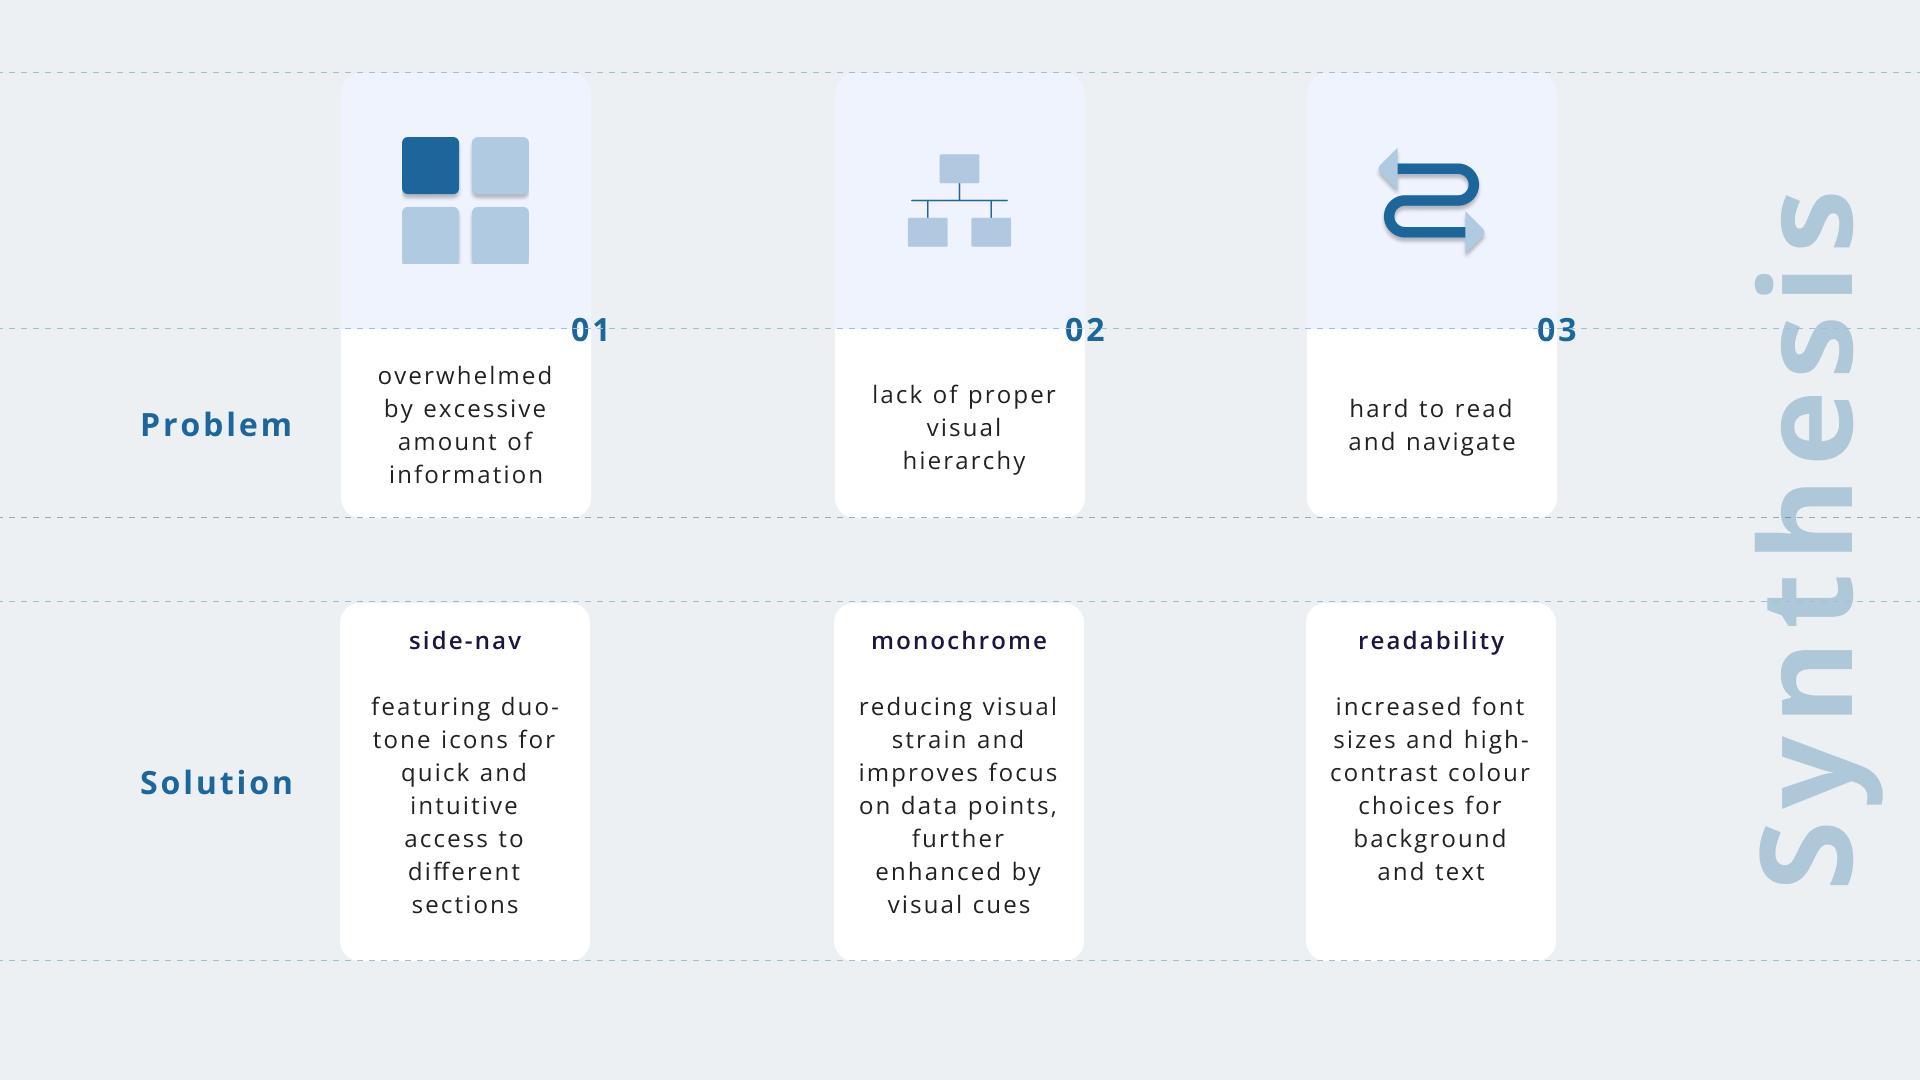 01
02
03
Problem
overwhelmed
by excessive
amount of
information
lack of proper
visual
hierarchy
hard to read
and navigate
Solution
side-nav
featuring duo-
tone icons for
quick and
intuitive
access to
different
sections
monochrome
reducing visual
strain and
improves focus
on data points,
further
enhanced by
visual cues
readability
increased font
sizes and high-
contrast colour
choices for
background
and text
Synthesis